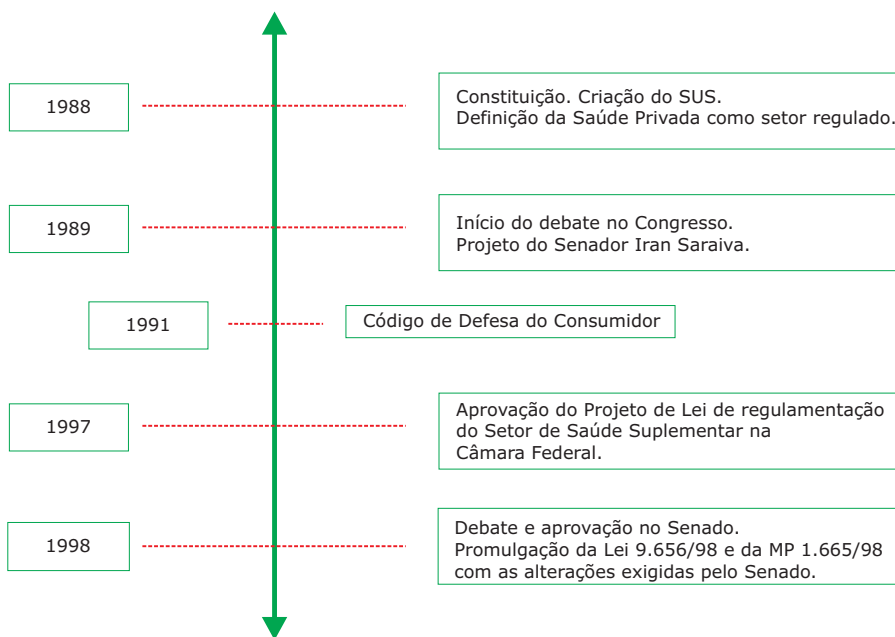 1988
Constituição. Criação do SUS.
Definição da Saúde Privada como setor regulado.
1989
Início do debate no Congresso.
Projeto do Senador Iran Saraiva.
1991
Código de Defesa do Consumidor
1997
Aprovação do Projeto de Lei de regulamentação
do Setor de Saúde Suplementar na
Câmara Federal.
1998
Debate e aprovação no Senado.
Promulgação da Lei 9.656/98 e da MP 1.665/98
com as alterações exigidas pelo Senado.